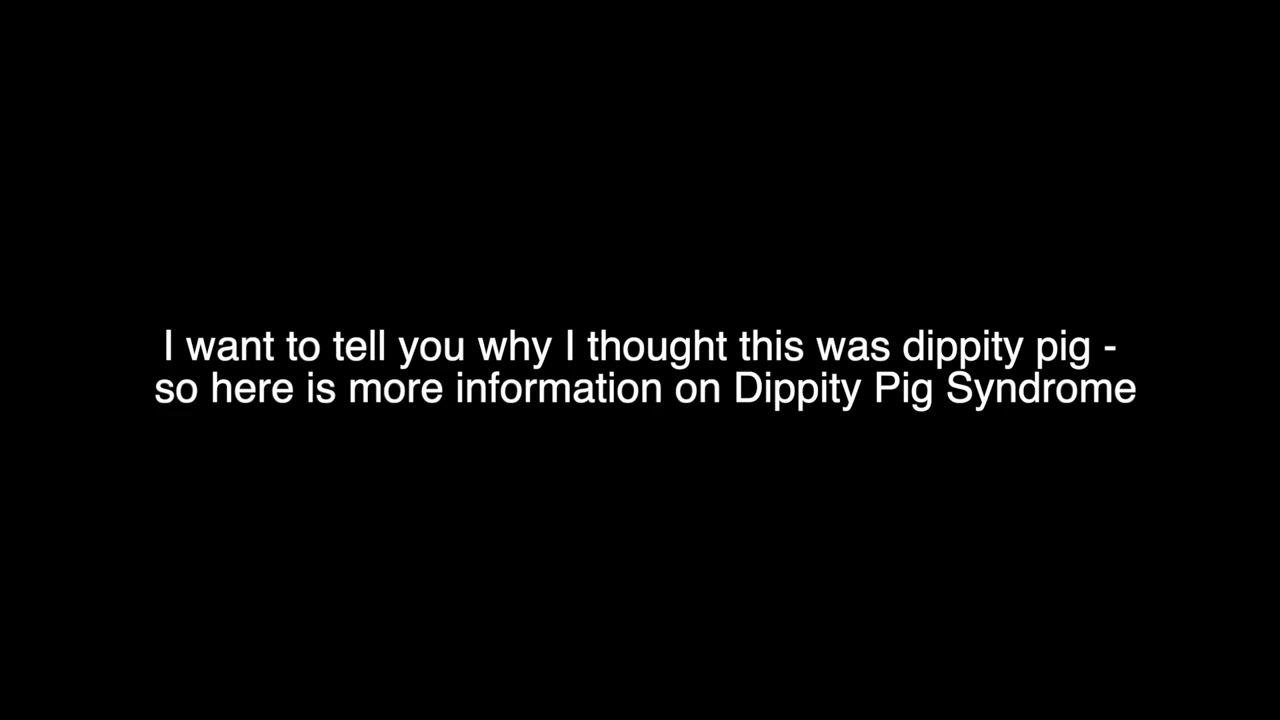 I want to tell you why I thought this was dippity pig -
so here is more information on Dippity Pig Syndrome